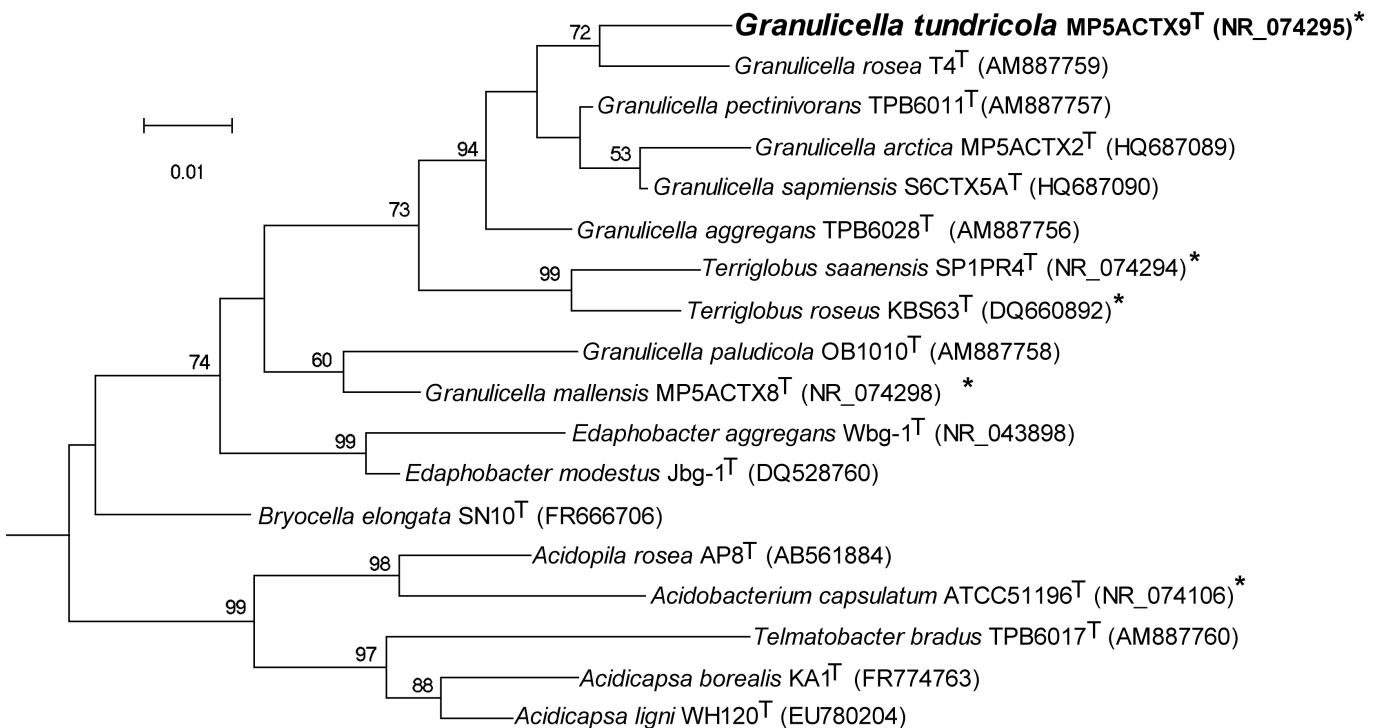 72
Granulicella tundricola MP5ACTX9T (NR_074295)*
Granulicella rosea T4T (AM887759)
Granulicella pectinivorans TPB6011T(AM887757)
94
53
Granulicella arctica MP5ACTX2T (HQ687089)
0.01
Granulicella sapmiensis S6CTX5AT (HQ687090)
73
Granulicella aggregans TPB6028T (AM887756)
99
Terriglobus saanensis SP1PR4T (NR_074294)*
Terriglobus roseus KBS63T (DQ660892)*
74
60
Granulicella paludicola OB1010T (AM887758)
Granulicella mallensis MP5ACTX8T (NR_074298) *
99
Edaphobacter aggregans Wbg-1T (NR_043898)
Edaphobacter modestus Jbg-1T (DQ528760)
Bryocella elongata SN10T (FR666706)
98
Acidopila rosea AP8T (AB561884)
99
Acidobacterium capsulatum ATCC51196T (NR_074106)*
97
Telmatobacter bradus TPB6017T (AM887760)
88
Acidicapsa borealis KA1T (FR774763)
Acidicapsa ligni WH120T (EU780204)